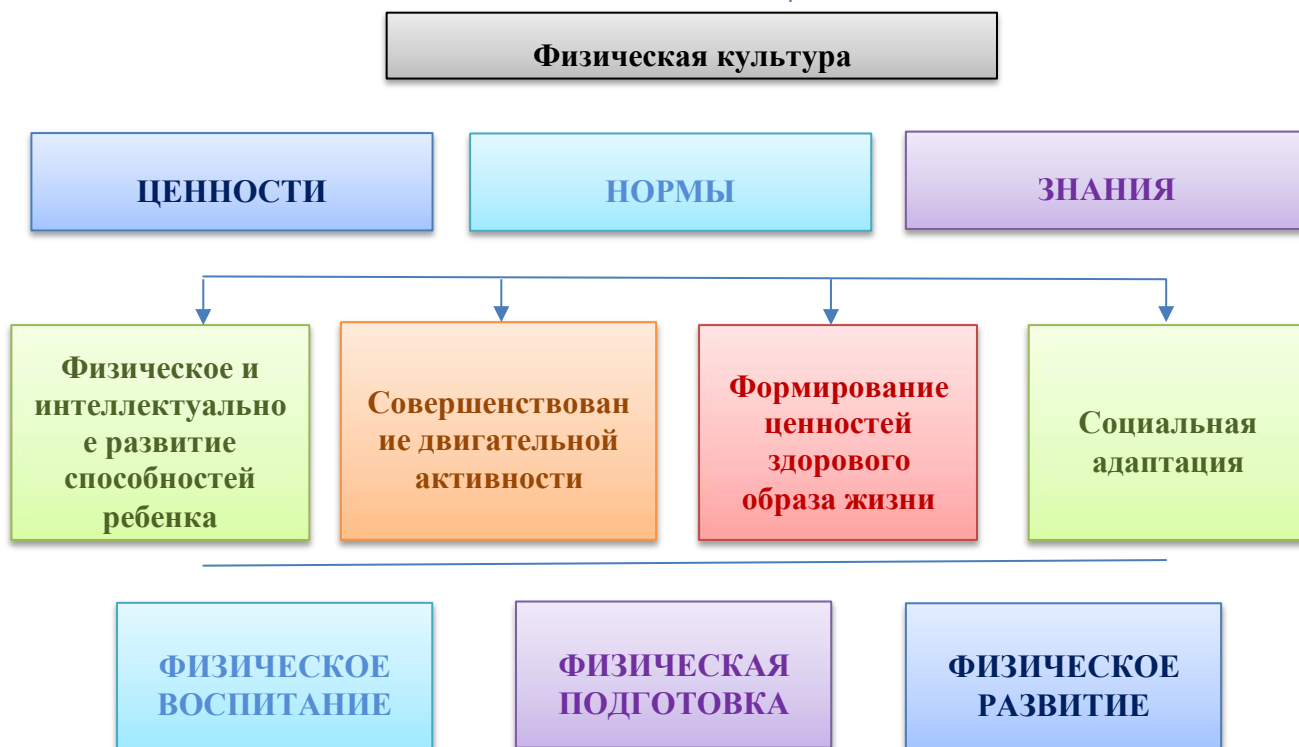 Физическая культура
ЦЕННОСТИ
НОРМЫ
ЗНАНИЯ
Физическое и
интеллектуально
е развитие
способностей
ребенка
Совершенствован
ие двигательной
активности
Формирование
ценностей
здорового
образа жизни
Социальная
адаптация
ФИЗИЧЕСКОЕ
ВОСПИТАНИЕ
ФИЗИЧЕСКАЯ
ПОДГОТОВКА
ФИЗИЧЕСКОЕ
РАЗВИТИЕ